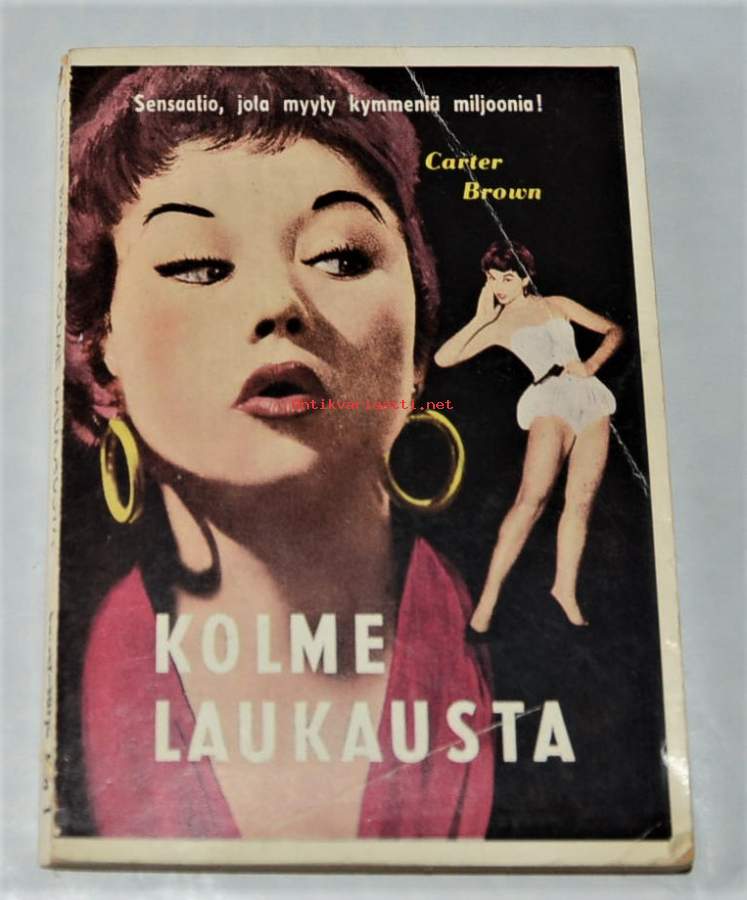 Sensaatio, jota myyty kymmeniä miljoonia!
Carter
Brown
antikvariaatti.net
KOLME
LAUKAUSTA